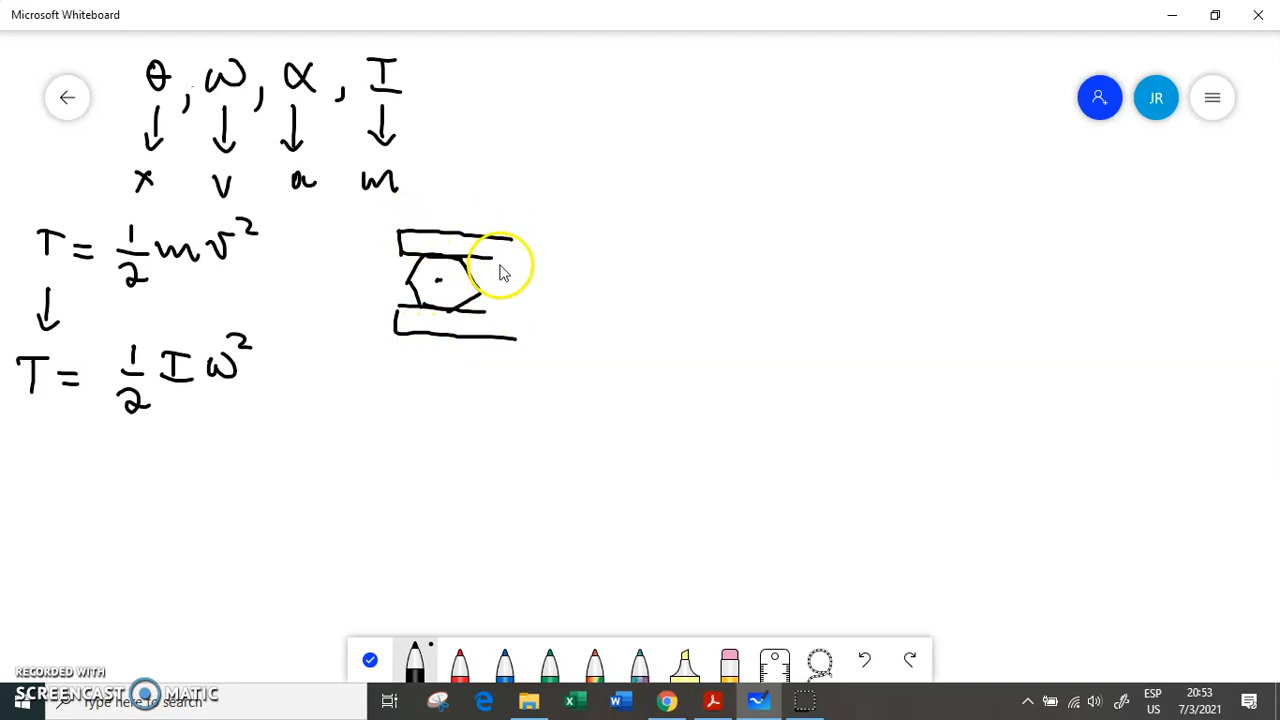 Microsoft Whiteboard
θ, ω, α, I
↓ ↓ ↓ ↓
x v a m
T = 1/2 m v²
↓
T = 1/2 I ω²
JR
RECORDED WITH
SCREENCAST MATIC
Type here to search
ESP
US
20:53
7/3/2021